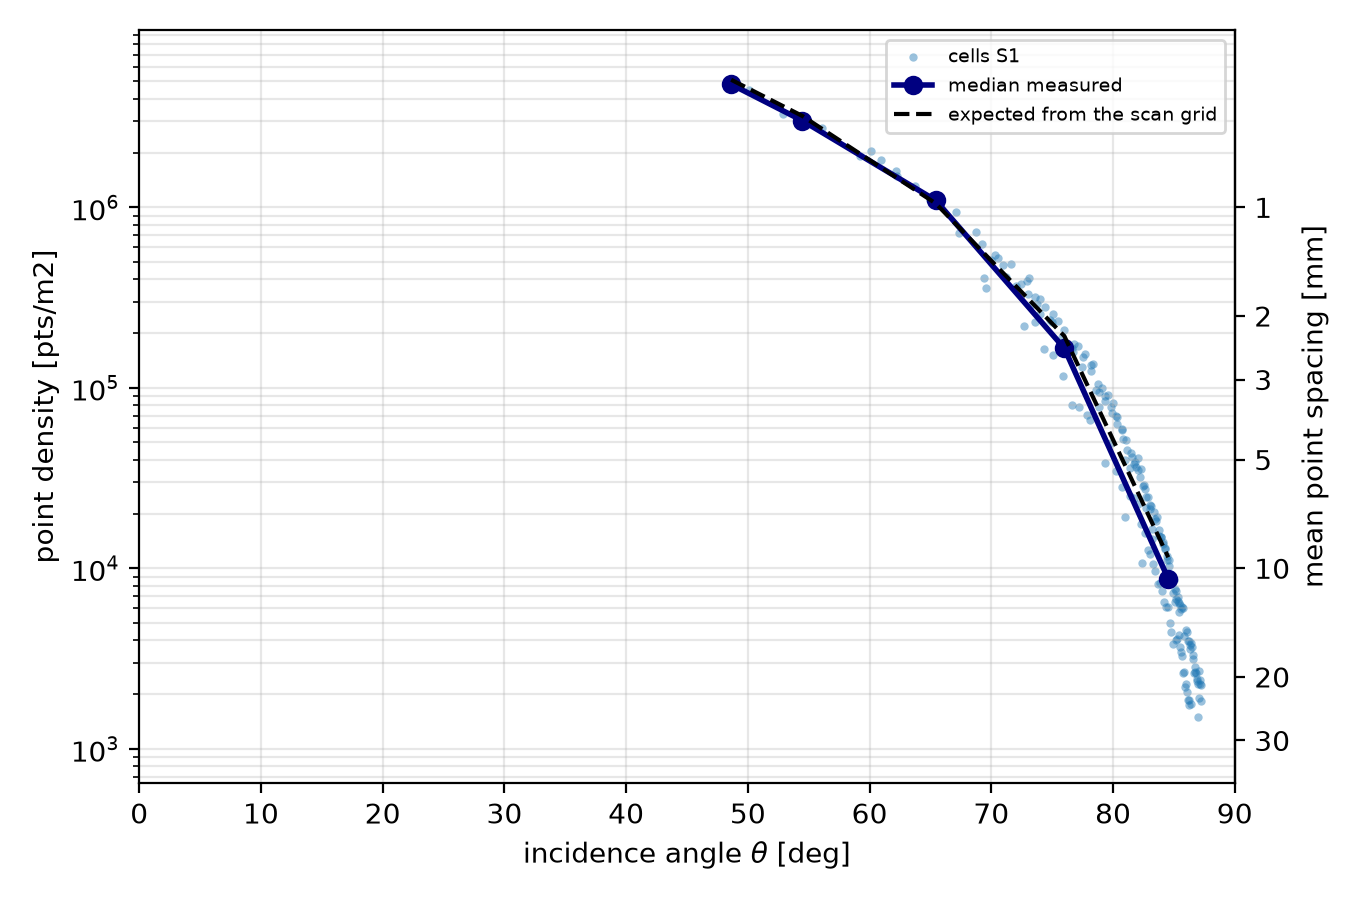 cells S1
median measured
expected from the scan grid
point density [pts/m2]
10⁶
10⁵
10⁴
10³
1
2
3
5
10
20
30
mean point spacing [mm]
0 10 20 30 40 50 60 70 80 90
incidence angle θ [deg]